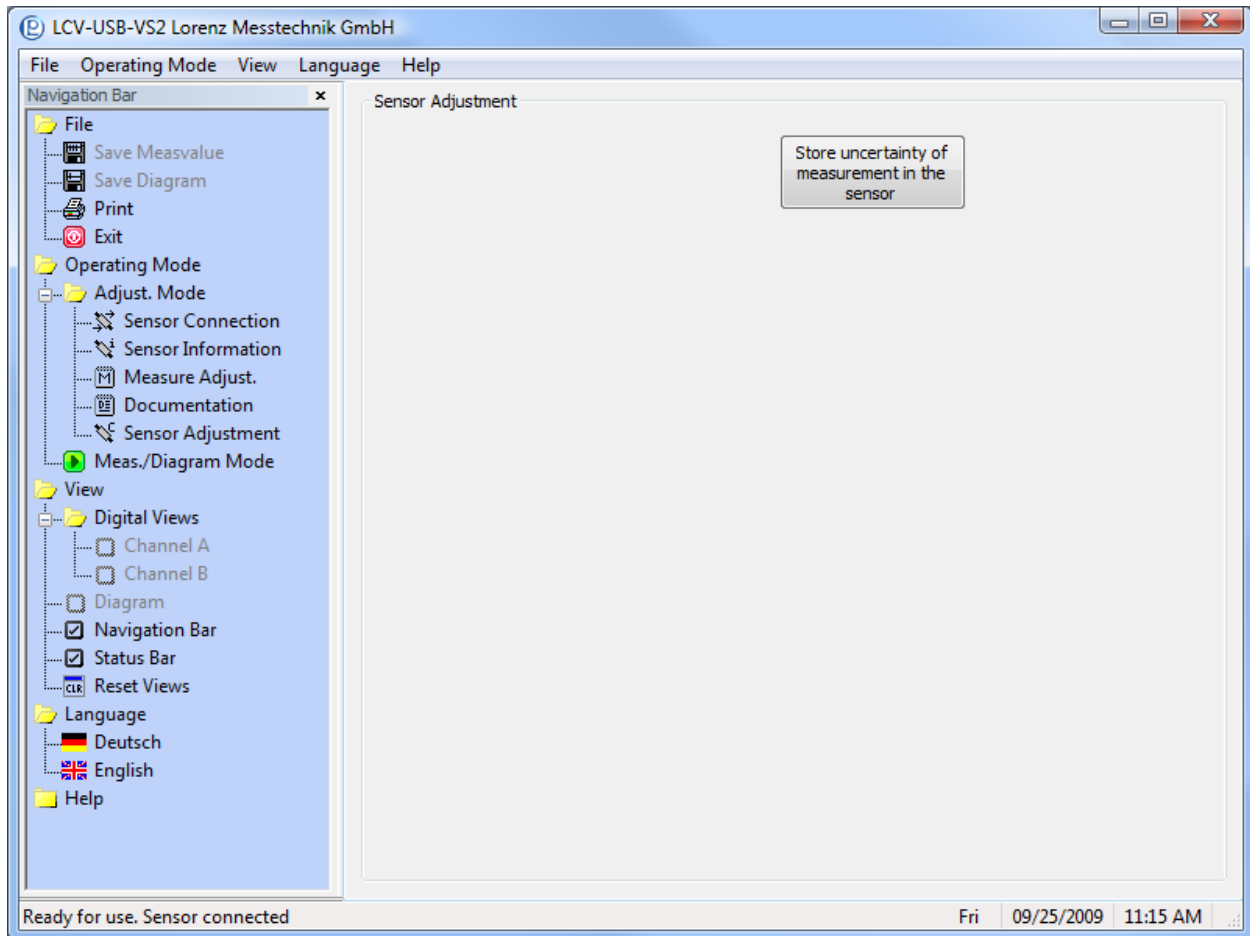 LCV-USB-VS2 Lorenz Messtechnik GmbH
File Operating Mode View Language Help
Navigation Bar
File
Save Measvalue
Save Diagram
Print
Exit
Operating Mode
Adjust. Mode
Sensor Connection
Sensor Information
Measure Adjust.
Documentation
Sensor Adjustment
Meas./Diagram Mode
View
Digital Views
Channel A
Channel B
Diagram
Navigation Bar
Status Bar
CLR Reset Views
Language
Deutsch
English
Help
Sensor Adjustment
Store uncertainty of
measurement in the
sensor
Ready for use. Sensor connected
Fri 09/25/2009 11:15 AM